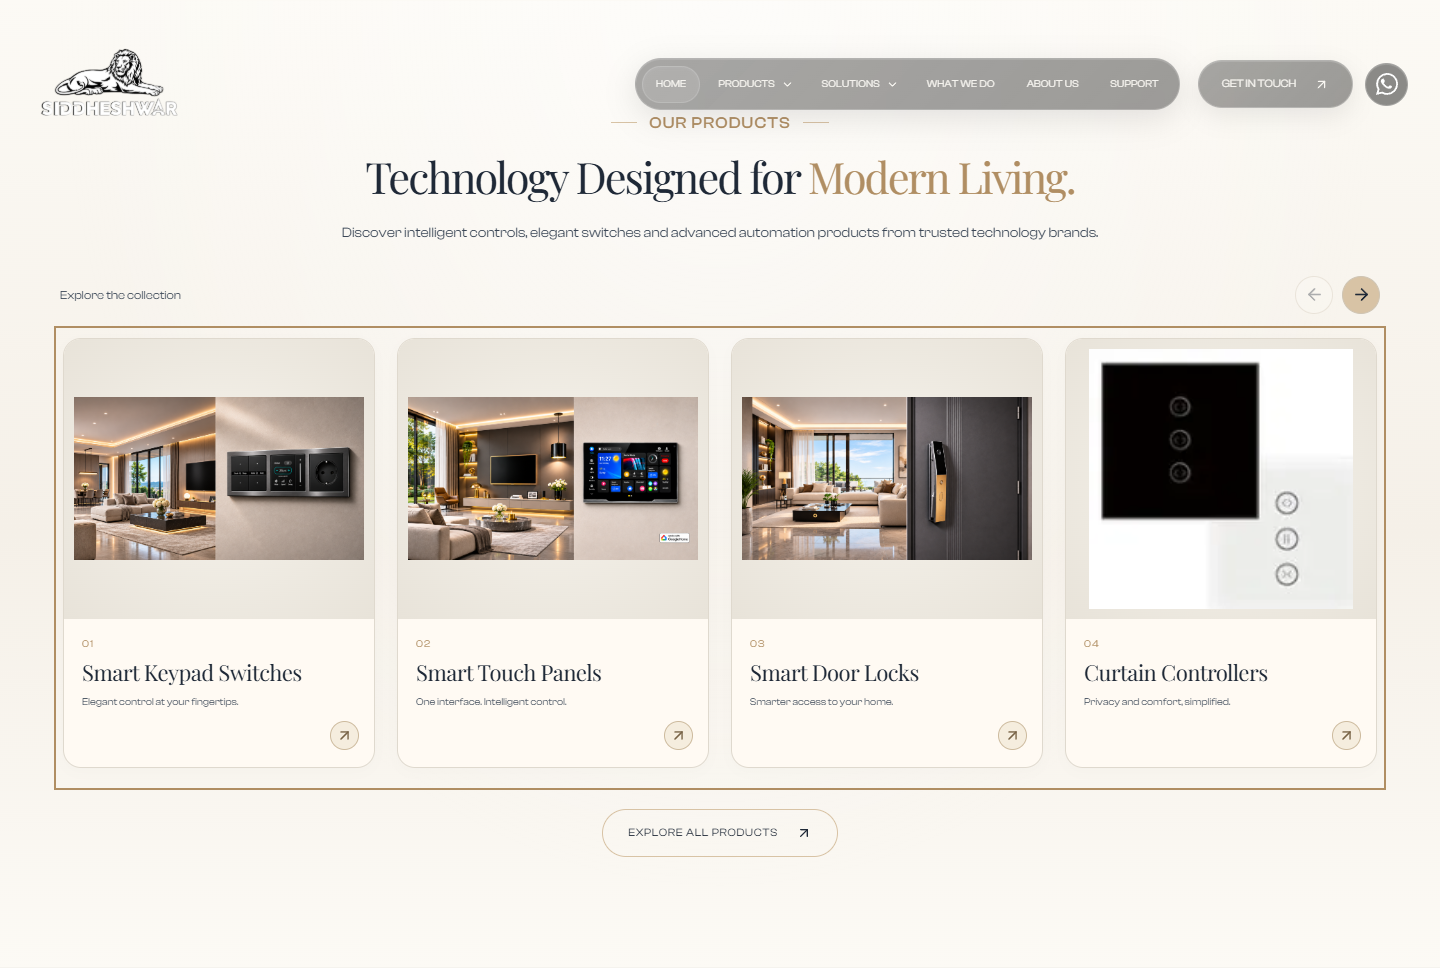 SIDDHESHWAR
HOME PRODUCTS SOLUTIONS WHAT WE DO ABOUT US SUPPORT GET IN TOUCH
OUR PRODUCTS
Technology Designed for Modern Living.
Discover intelligent controls, elegant switches and advanced automation products from trusted technology brands.
Explore the collection
11:27
01
Smart Keypad Switches
Elegant control at your fingertips.
02
Smart Touch Panels
One interface. Intelligent control.
03
Smart Door Locks
Smarter access to your home.
04
Curtain Controllers
Privacy and comfort, simplified.
EXPLORE ALL PRODUCTS